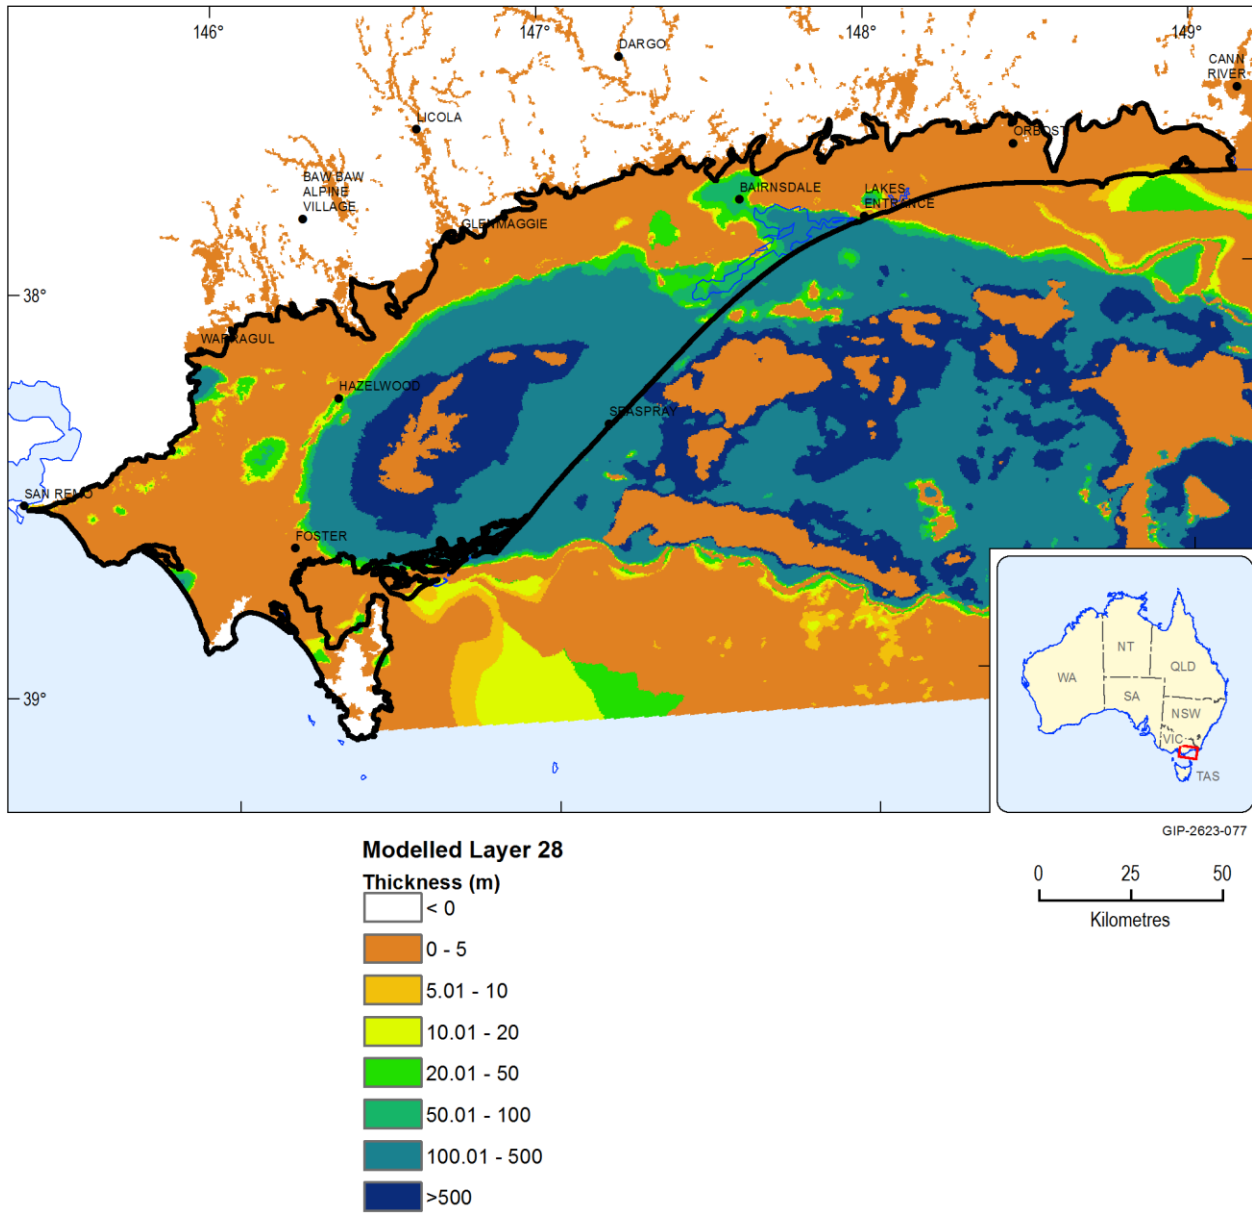 146°
147°
148°
149°
DARGO
CANN
RIVER
LICOLA
ORBOST
BAW BAW
ALPINE
VILLAGE
BAIRNSDALE
LAKES
ENTRANCE
GLENMAGGIE
38°
WARRAGUL
HAZELWOOD
SEASPRAY
SAN REMO
FOSTER
39°
NT
QLD
WA
SA
NSW
VIC
TAS
GIP-2623-077
Modelled Layer 28
Thickness (m)
< 0
0 - 5
5.01 - 10
10.01 - 20
20.01 - 50
50.01 - 100
100.01 - 500
>500
0 25 50
Kilometres